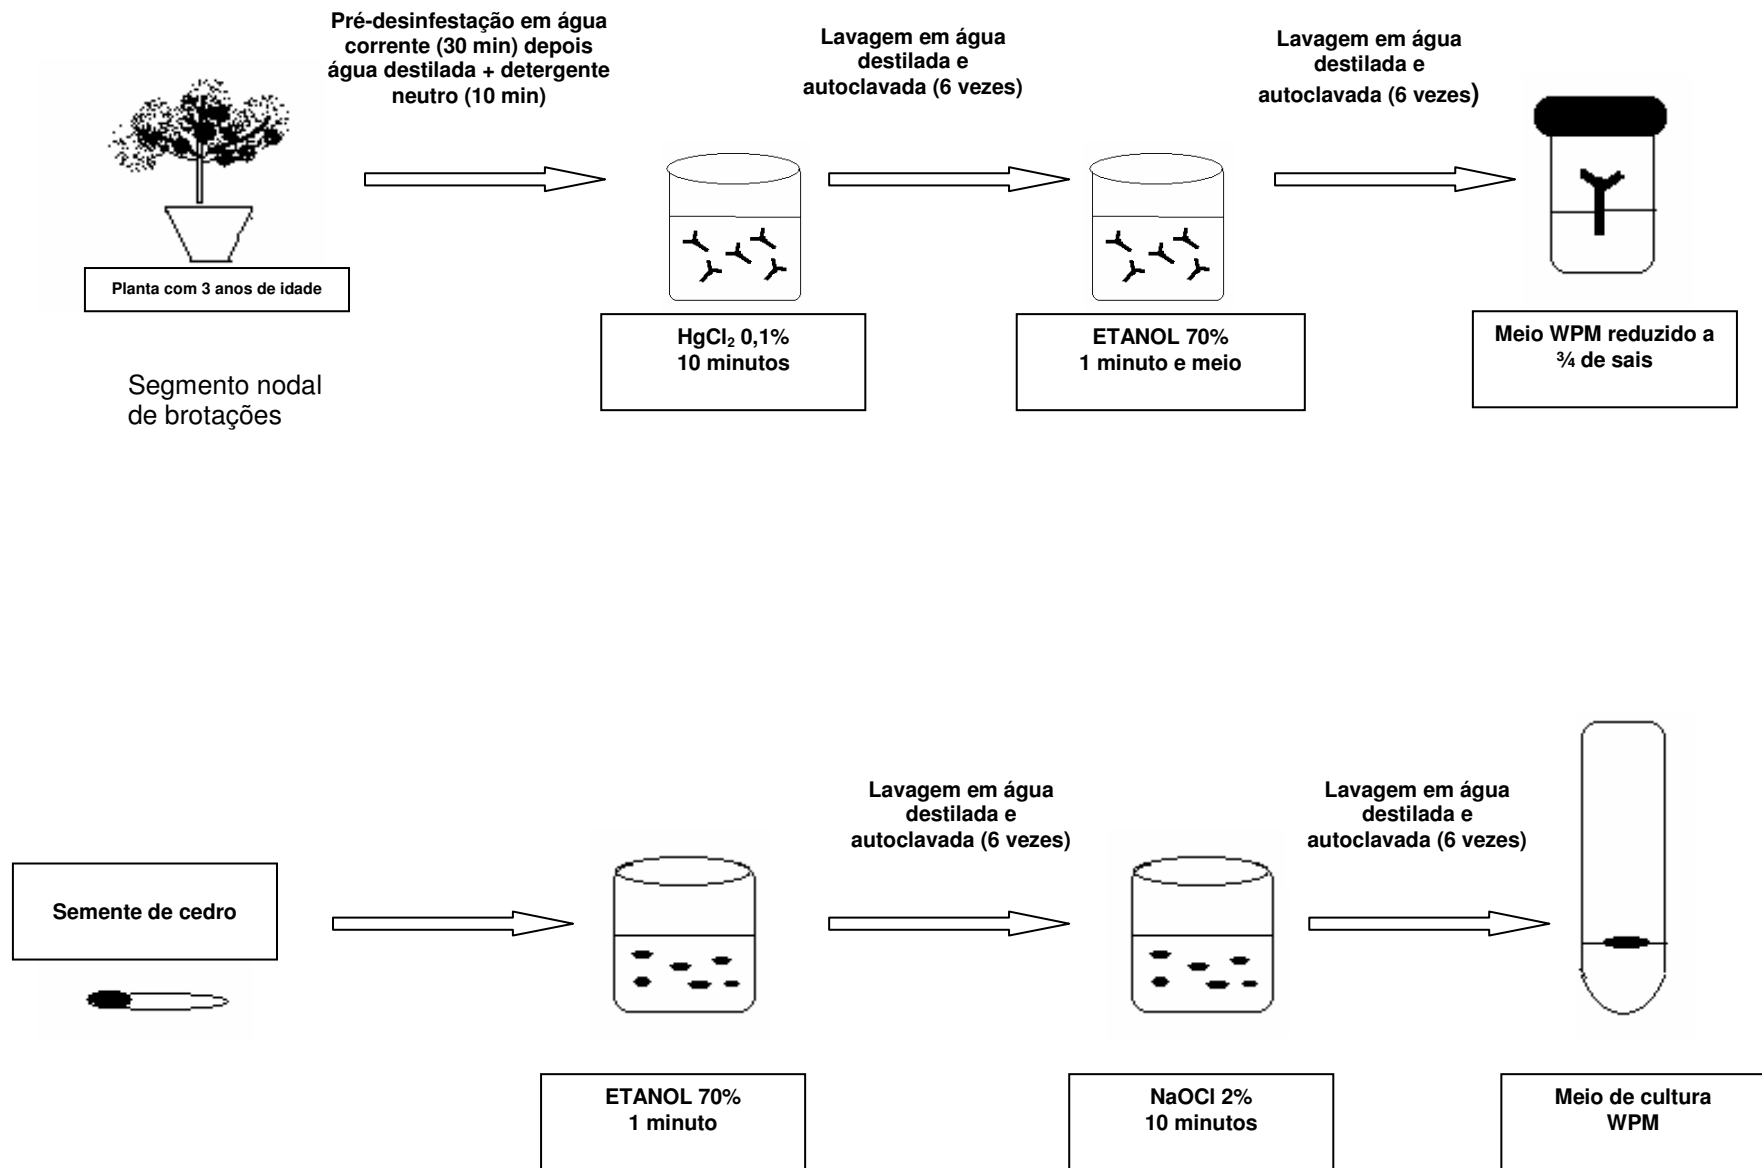 Pré-desinfestação em água
corrente (30 min) depois
água destilada + detergente
neutro (10 min)
Lavagem em água
destilada e
autoclavada (6 vezes)
Lavagem em água
destilada e
autoclavada (6 vezes)
Planta com 3 anos de idade
HgCl₂ 0,1%
10 minutos
ETANOL 70%
1 minuto e meio
Meio WPM reduzido a
¾ de sais
Segmento nodal
de brotações
Lavagem em água
destilada e
autoclavada (6 vezes)
Lavagem em água
destilada e
autoclavada (6 vezes)
Semente de cedro
ETANOL 70%
1 minuto
NaOCl 2%
10 minutos
Meio de cultura
WPM